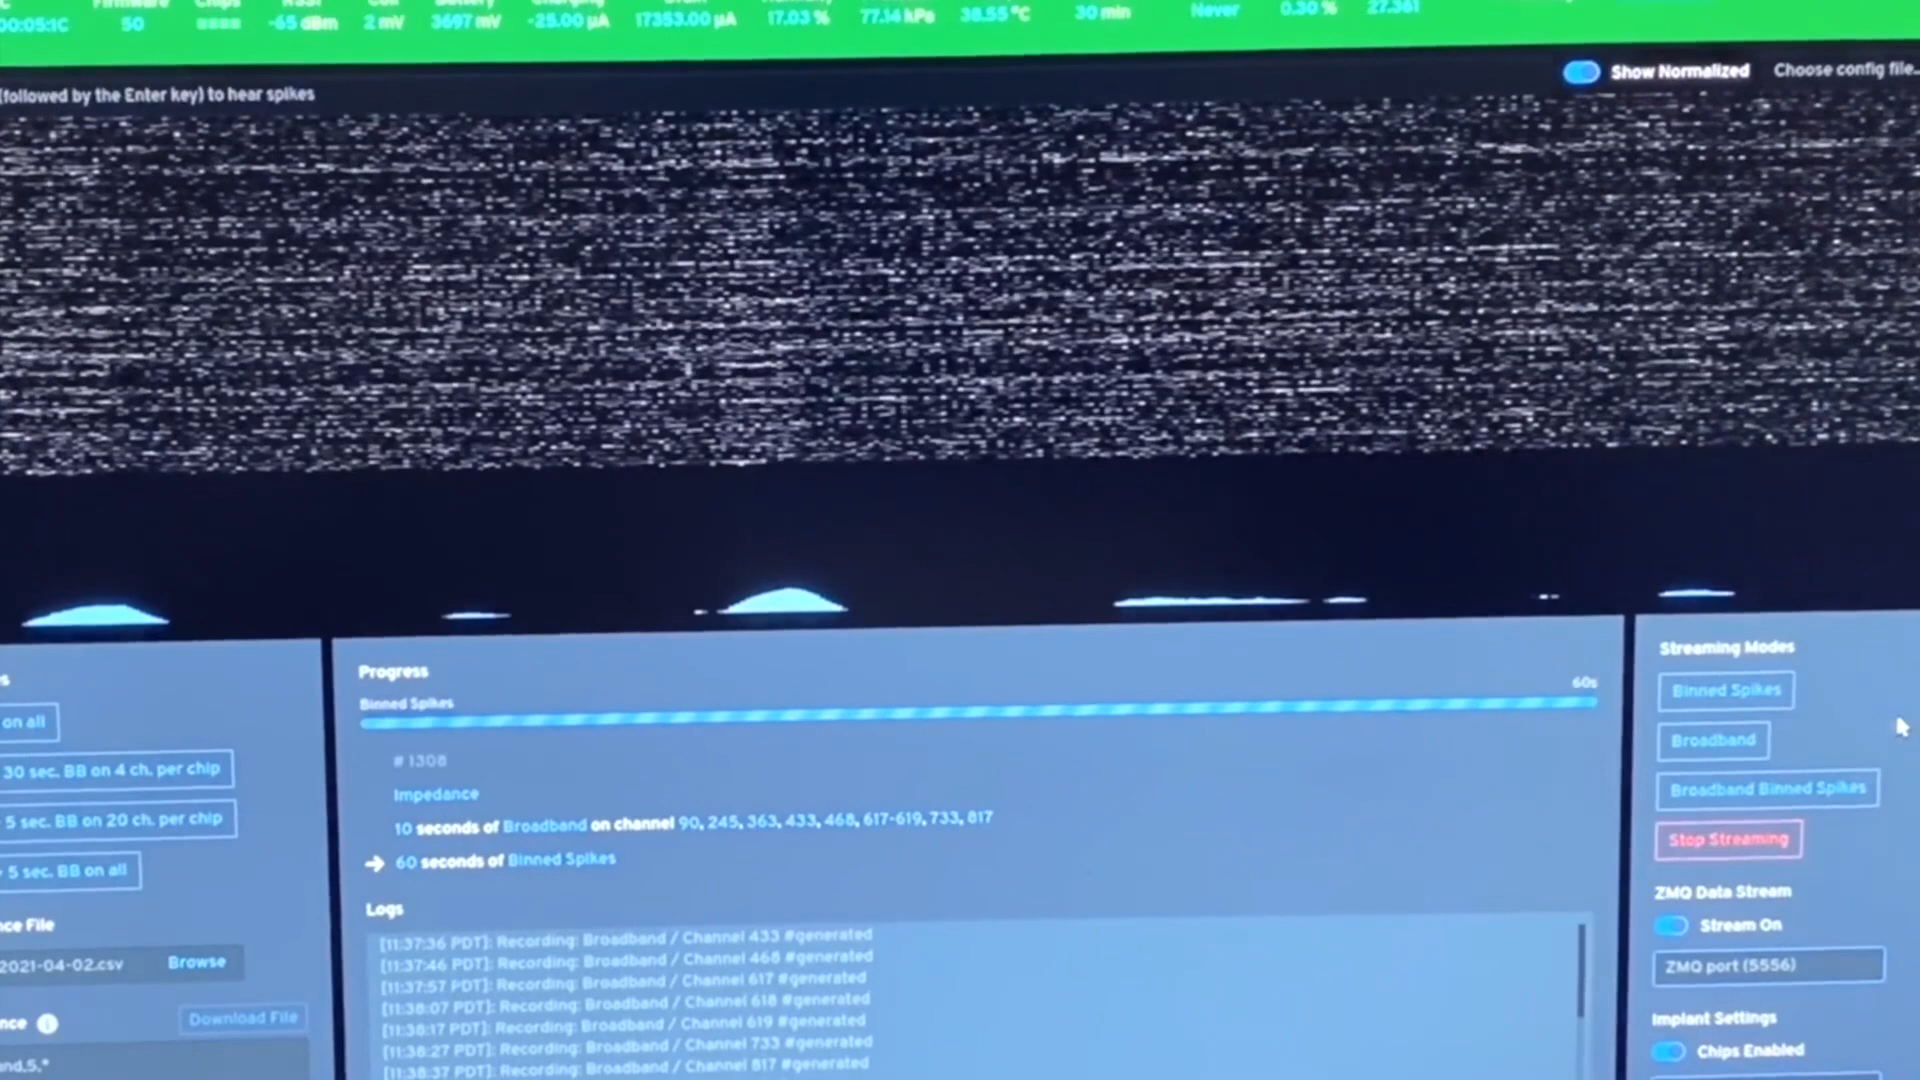 Firmware Chips RSSI Coil Battery Charging
00:05:1C 50 -65 dBm 2 mV 3697 mV -25.00 µA 17353.00 µA 17.03 % 77.14 kPa 38.55 °C 30 min Never 0.30 % 27.361
(followed by the Enter key) to hear spikes
Show Normalized Choose config file...
on all
30 sec. BB on 4 ch. per chip
5 sec. BB on 20 ch. per chip
5 sec. BB on all
File
2021-04-02.csv Browse
Download File
Progress
Binned Spikes 60s
# 1308
Impedance
10 seconds of Broadband on channel 90, 245, 363, 433, 468, 617-619, 733, 817
→ 60 seconds of Binned Spikes
Logs
[11:37:36 PDT]: Recording: Broadband / Channel 433 #generated
[11:37:46 PDT]: Recording: Broadband / Channel 468 #generated
[11:37:57 PDT]: Recording: Broadband / Channel 617 #generated
[11:38:07 PDT]: Recording: Broadband / Channel 618 #generated
[11:38:17 PDT]: Recording: Broadband / Channel 619 #generated
[11:38:27 PDT]: Recording: Broadband / Channel 733 #generated
[11:38:37 PDT]: Recording: Broadband / Channel 817 #generated
Streaming Modes
Binned Spikes
Broadband
Broadband Binned Spikes
Stop Streaming
ZMQ Data Stream
Stream On
ZMQ port (5556)
Implant Settings
Chips Enabled